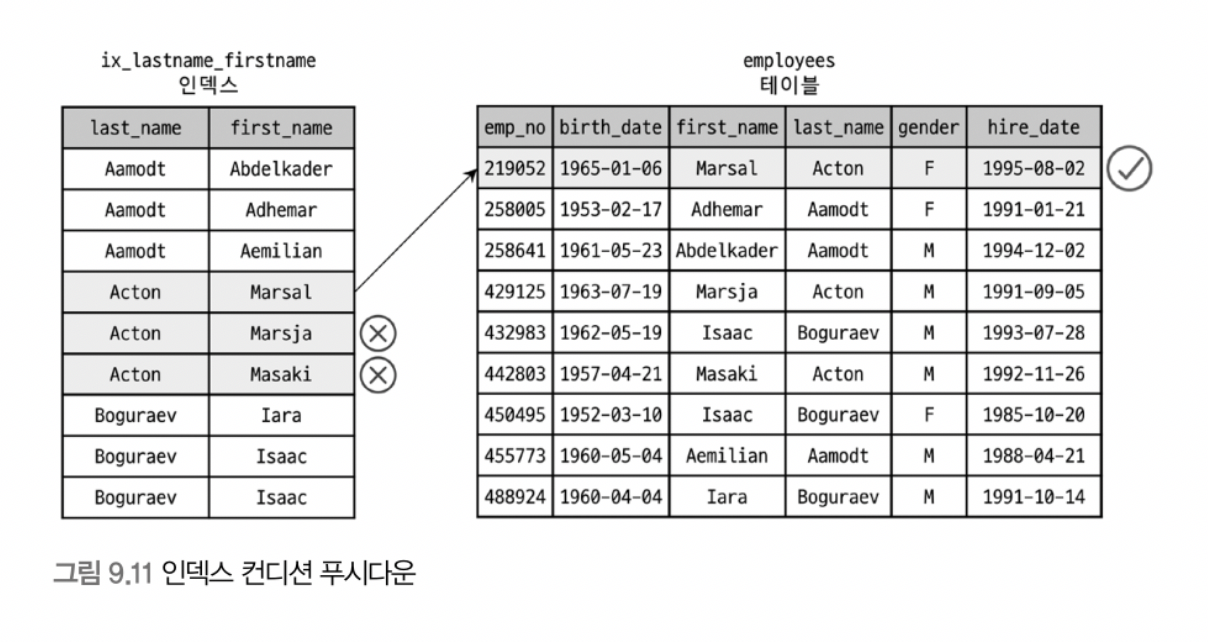 ix_lastname_firstname
인덱스
last_name first_name
Aamodt Abdelkader
Aamodt Adhemar
Aamodt Aemilian
Acton Marsal
Acton Marsja
Acton Masaki
Boguraev Iara
Boguraev Isaac
Boguraev Isaac
employees
테이블
emp_no birth_date first_name last_name gender hire_date
219052 1965-01-06 Marsal Acton F 1995-08-02
258005 1953-02-17 Adhemar Aamodt F 1991-01-21
258641 1961-05-23 Abdelkader Aamodt M 1994-12-02
429125 1963-07-19 Marsja Acton M 1991-09-05
432983 1962-05-19 Isaac Boguraev M 1993-07-28
442803 1957-04-21 Masaki Acton M 1992-11-26
450495 1952-03-10 Isaac Boguraev F 1985-10-20
455773 1960-05-04 Aemilian Aamodt M 1988-04-21
488924 1960-04-04 Iara Boguraev M 1991-10-14
그림 9.11 인덱스 컨디션 푸시다운